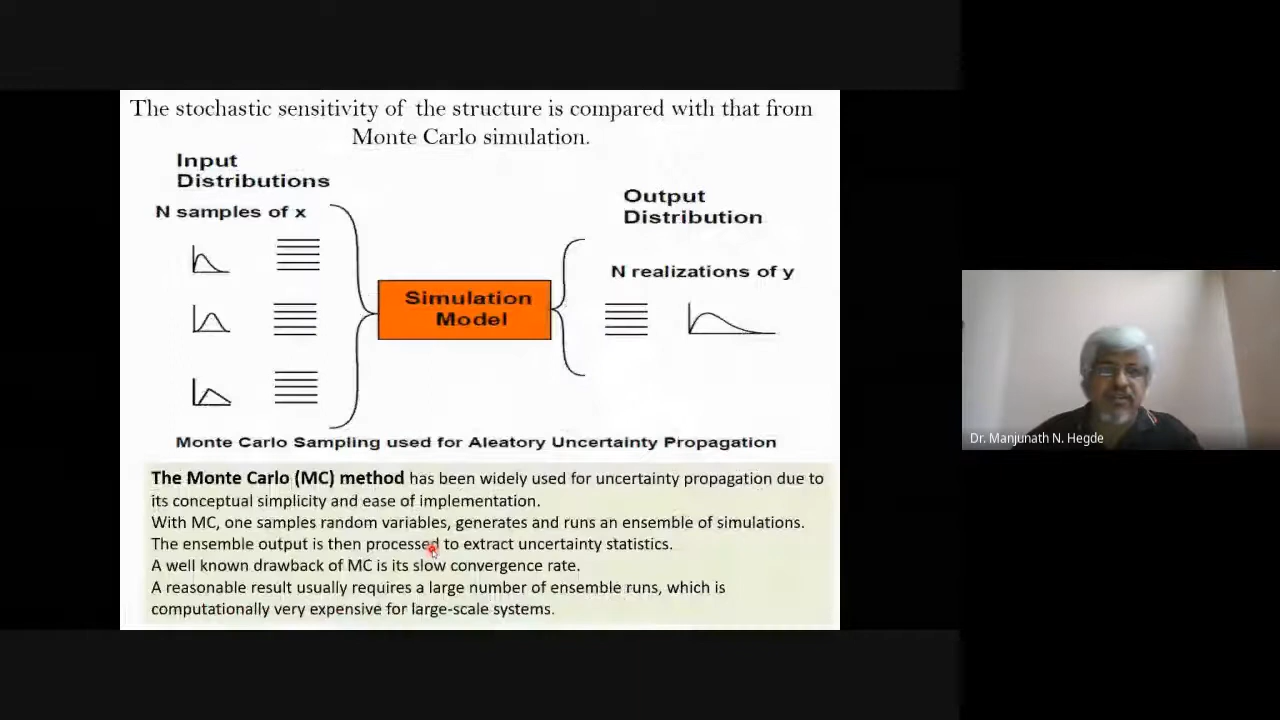 The stochastic sensitivity of the structure is compared with that from
Monte Carlo simulation.
Input
Distributions
N samples of x
Simulation
Model
Output
Distribution
N realizations of y
Monte Carlo Sampling used for Aleatory Uncertainty Propagation
The Monte Carlo (MC) method has been widely used for uncertainty propagation due to
its conceptual simplicity and ease of implementation.
With MC, one samples random variables, generates and runs an ensemble of simulations.
The ensemble output is then processed to extract uncertainty statistics.
A well known drawback of MC is its slow convergence rate.
A reasonable result usually requires a large number of ensemble runs, which is
computationally very expensive for large-scale systems.
Dr. Manjunath N. Hegde